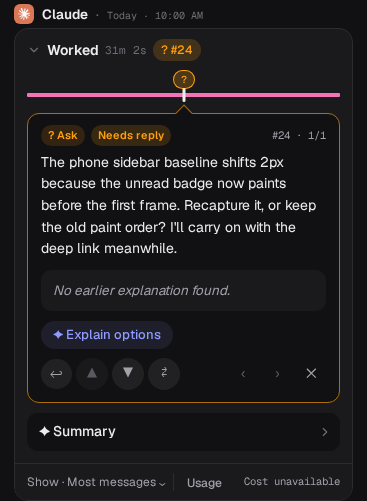 Claude · Today · 10:00 AM
Worked 31m 2s ? #24
?
? Ask Needs reply #24 · 1/1
The phone sidebar baseline shifts 2px
because the unread badge now paints
before the first frame. Recapture it, or keep
the old paint order? I'll carry on with the
deep link meanwhile.
No earlier explanation found.
Explain options
Summary
Show · Most messages Usage Cost unavailable